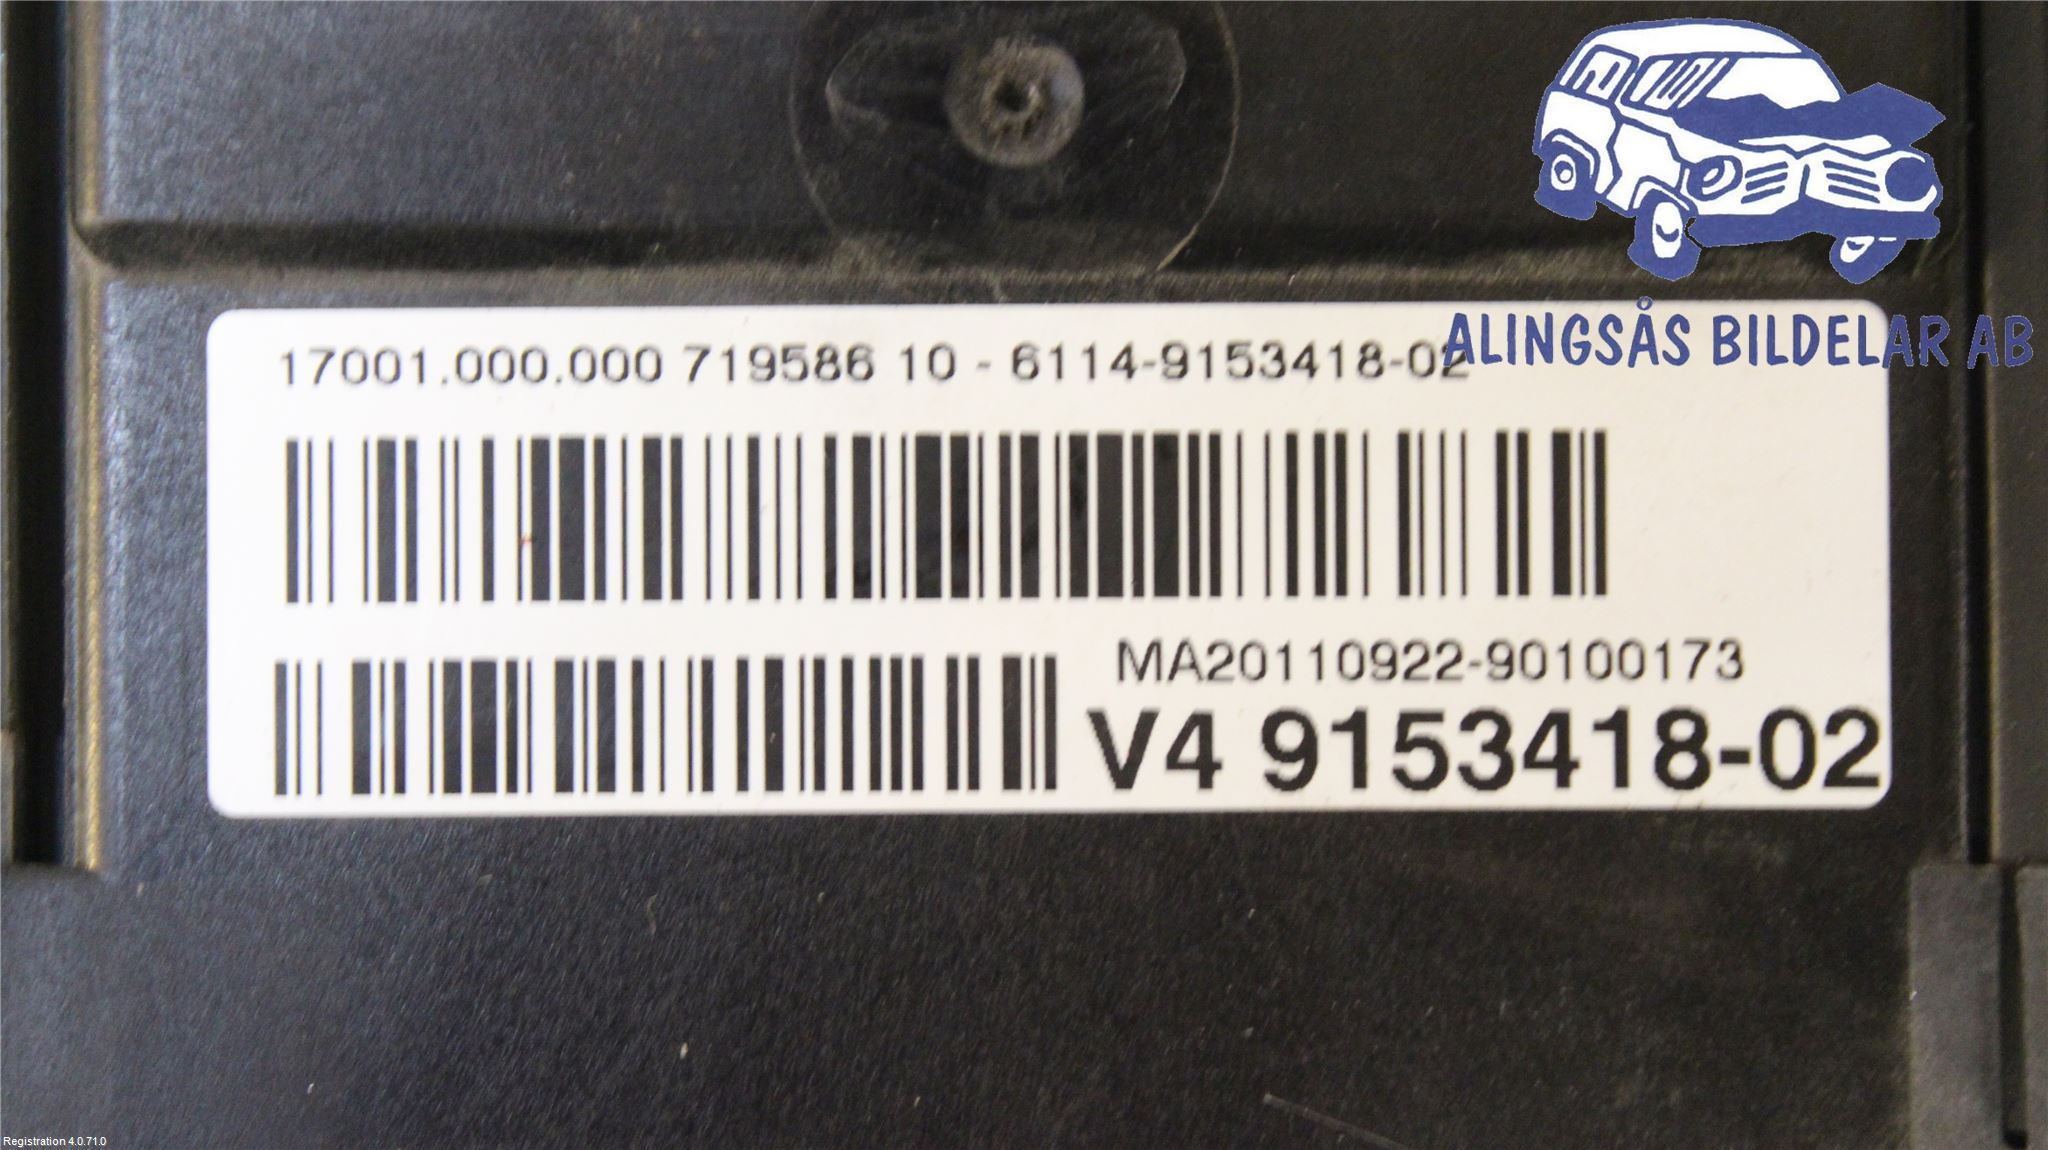 ALINGSÅS BILDELAR AB
17001.000.000 719586 10 - 6114-9153418-02
MA20110922-90100173
V4 9153418-02
Registration 4.0.71.0